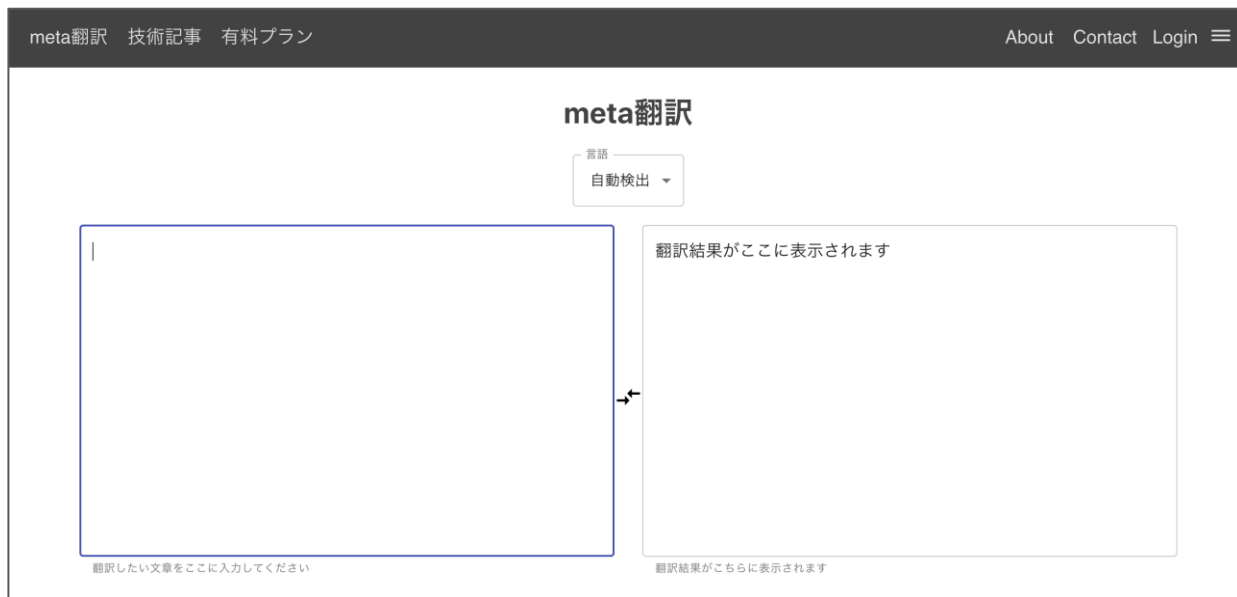 meta翻訳 技術記事 有料プラン About Contact Login
meta翻訳
言語
自動検出
翻訳結果がここに表示されます
翻訳したい文章をここに入力してください
翻訳結果がこちらに表示されます